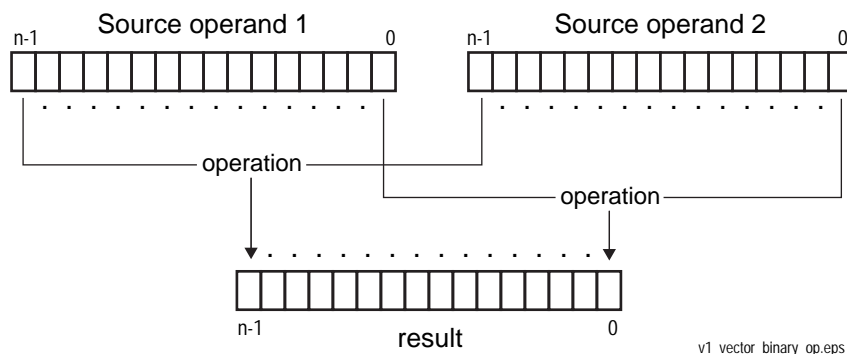 Source operand 1
Source operand 2
n-1
0
n-1
0
operation
operation
n-1
0
result
v1_vector_binary_op.eps